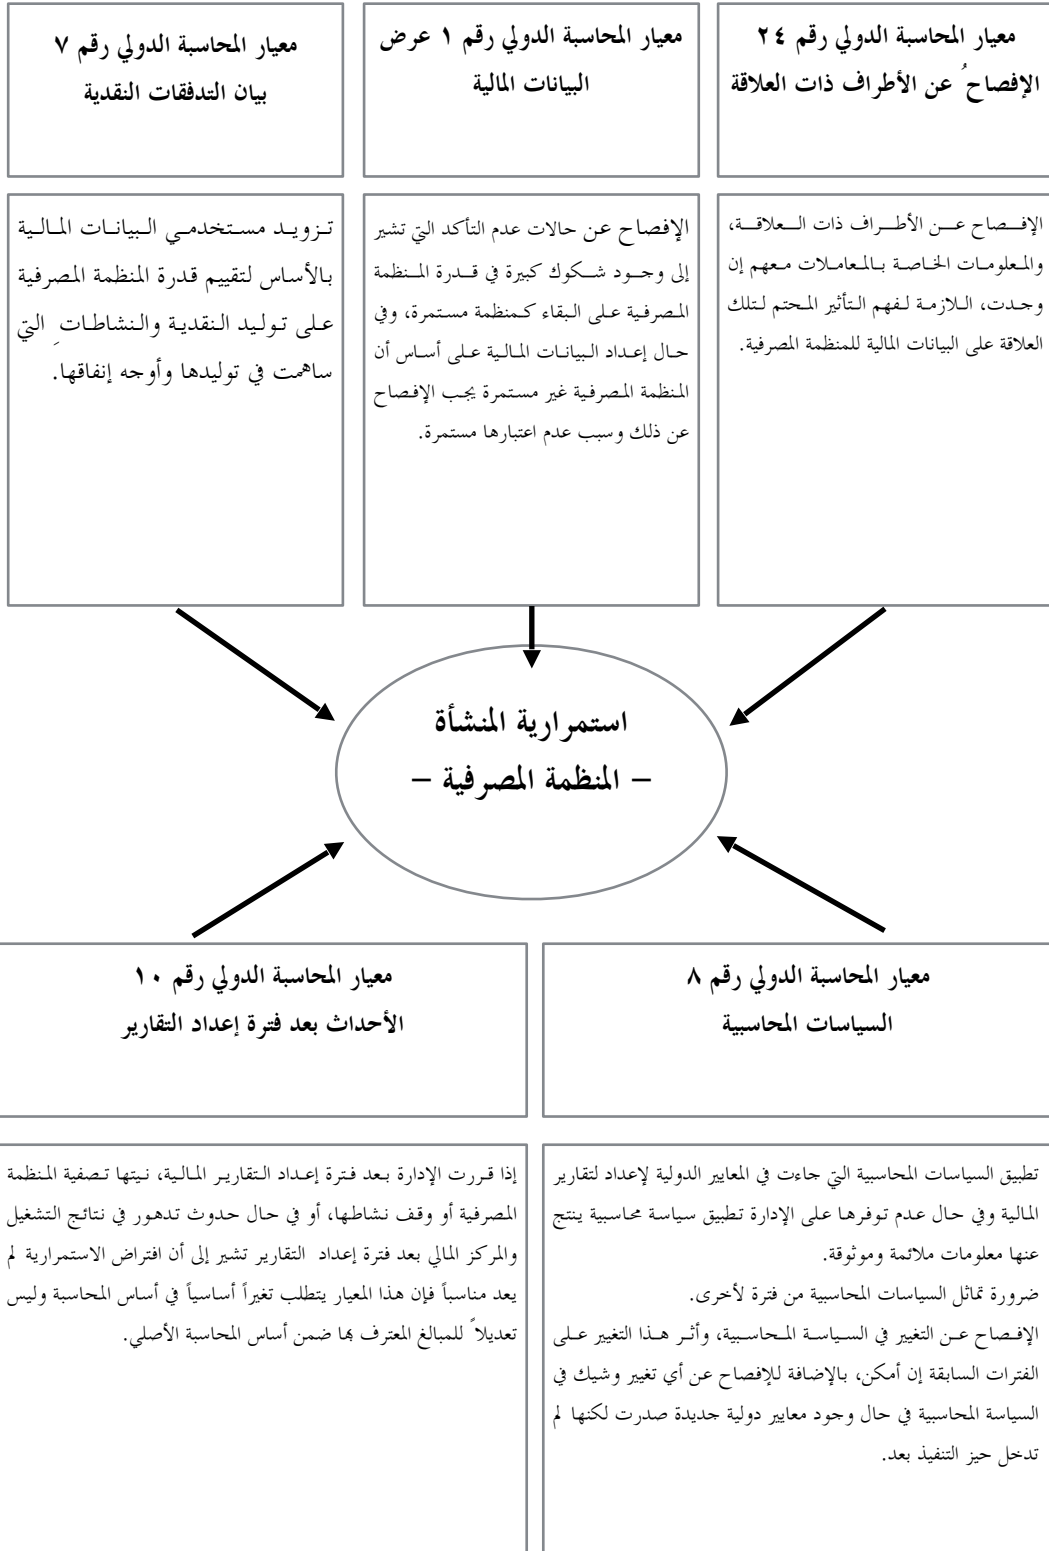 معيار المحاسبة الدولي رقم ٢٤
الإفصاحُ عن الأطراف ذات العلاقة
معيار المحاسبة الدولي رقم ١ عرض
البيانات المالية
معيار المحاسبة الدولي رقم ٧
بيان التدفقات النقدية
الإفصاح عن الأطراف ذات العلاقة،
والمعلومات الخاصة بالمعاملات معهم إن
وجدت، اللازمة لفهم التأثير المحتم لتلك
العلاقة على البيانات المالية للمنظمة المصرفية.
الإفصاح عن حالات عدم التأكد التي تشير
إلى وجود شكوك كبيرة في قدرة المنظمة
المصرفية على البقاء كمنظمة مستمرة، وفي
حال إعداد البيانات المالية على أساس أن
المنظمة المصرفية غير مستمرة يجب الإفصاح
عن ذلك وسبب عدم اعتبارها مستمرة.
تزويد مستخدمي البيانات المالية
بالأساس لتقييم قدرة المنظمة المصرفية
على توليد النقدية والنشاطاتِ التي
ساهمت في توليدها وأوجه إنفاقها.
استمرارية المنشأة
– المنظمة المصرفية –
معيار المحاسبة الدولي رقم ٨
السياسات المحاسبية
معيار المحاسبة الدولي رقم ١٠
الأحداث بعد فترة إعداد التقارير
تطبيق السياسات المحاسبية التي جاءت في المعايير الدولية لإعداد لتقارير
المالية وفي حال عدم توفرها على الإدارة تطبيق سياسة محاسبية ينتج
عنها معلومات ملائمة وموثوقة.
ضرورة تماثل السياسات المحاسبية من فترة لأخرى.
الإفصاح عن التغيير في السياسة المحاسبية، وأثر هذا التغيير على
الفترات السابقة إن أمكن، بالإضافة للإفصاح عن أي تغيير وشيك في
السياسة المحاسبية في حال وجود معايير دولية جديدة صدرت لكنها لم
تدخل حيز التنفيذ بعد.
إذا قررت الإدارة بعد فترة إعداد التقارير المالية، نيتها تصفية المنظمة
المصرفية أو وقف نشاطها، أو في حال حدوث تدهور في نتائج التشغيل
والمركز المالي بعد فترة إعداد التقارير تشير إلى أن افتراض الاستمرارية لم
يعد مناسباً فإن هذا المعيار يتطلب تغيراً أساسياً في أساس المحاسبة وليس
تعديلاً للمبالغ المعترف بها ضمن أساس المحاسبة الأصلي.